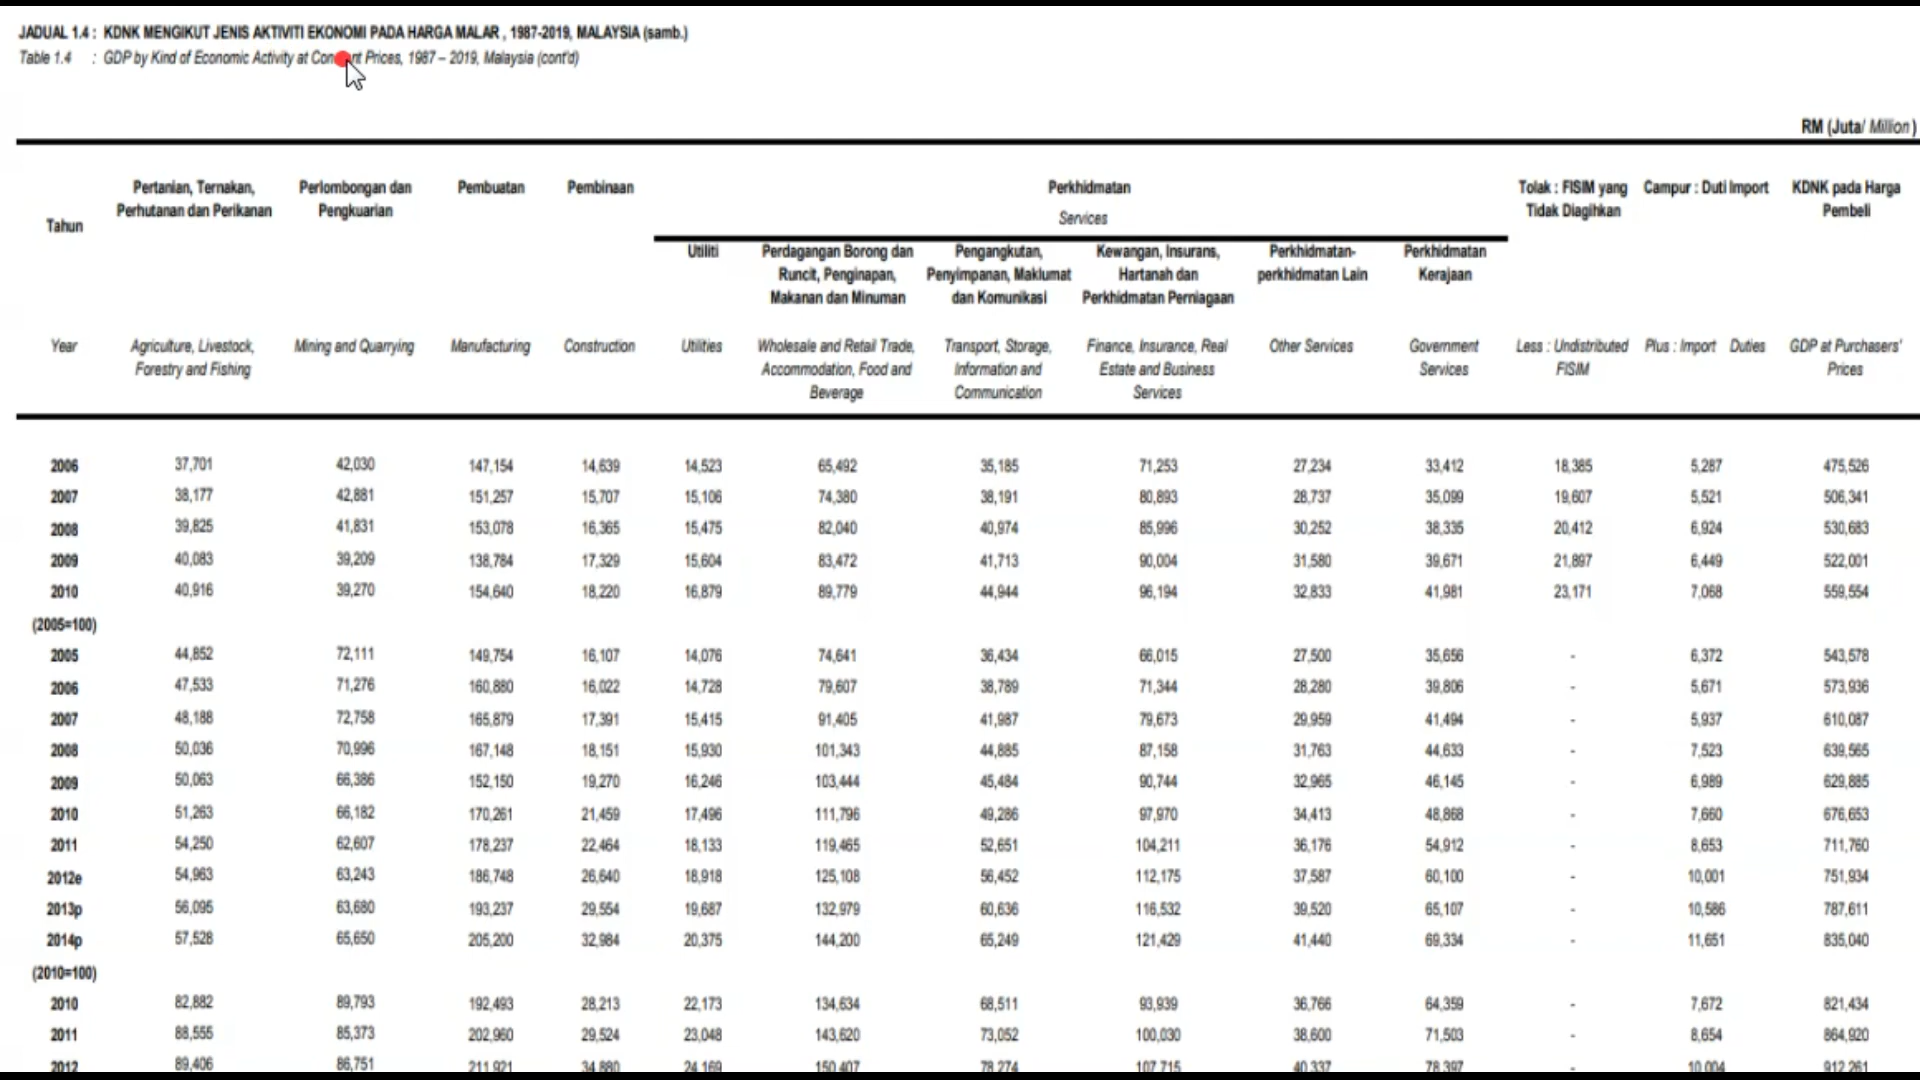 JADUAL 1.4 : KDNK MENGIKUT JENIS AKTIVITI EKONOMI PADA HARGA MALAR , 1987-2019, MALAYSIA (samb.)
Table 1.4 : GDP by Kind of Economic Activity at Prices, 1987 – 2019, Malaysia (cont'd)
RM (Juta/ Million)
Tahun Pertanian, Ternakan, Perlombongan dan Pembuatan Pembinaan Perkhidmatan Tolak : FISIM yang Campur : Duti Import KDNK pada Harga
Perhutanan dan Perikanan Pengkuarian Services Tidak Diagihkan Pembeli
Utiliti Perdagangan Borong dan Pengangkutan, Kewangan, Insurans, Perkhidmatan- Perkhidmatan
Runcit, Penginapan, Penyimpanan, Maklumat Hartanah dan perkhidmatan Lain Kerajaan
Makanan dan Minuman dan Komunikasi Perkhidmatan Perniagaan
Year Agriculture, Livestock, Mining and Quarrying Manufacturing Construction Utilities Wholesale and Retail Trade, Transport, Storage, Finance, Insurance, Real Other Services Government Less : Undistributed Plus : Import Duties GDP at Purchasers'
Forestry and Fishing Accommodation, Food and Information and Estate and Business Services FISIM Prices
Beverage Communication Services
2006 37,701 42,030 147,154 14,639 14,523 65,492 35,185 71,253 27,234 33,412 18,385 5,287 475,526
2007 38,177 42,881 151,257 15,707 15,106 74,380 38,191 80,893 28,737 35,099 19,607 5,521 506,341
2008 39,825 41,831 153,078 16,365 15,475 82,040 40,974 85,996 30,252 38,335 20,412 6,924 530,683
2009 40,083 39,209 138,784 17,329 15,604 83,472 41,713 90,004 31,580 39,671 21,897 6,449 522,001
2010 40,916 39,270 154,640 18,220 16,879 89,779 44,944 96,194 32,833 41,981 23,171 7,068 559,554
(2005=100)
2005 44,852 72,111 149,754 16,107 14,076 74,641 36,434 66,015 27,500 35,656 - 6,372 543,578
2006 47,533 71,276 160,880 16,022 14,728 79,607 38,789 71,344 28,280 39,806 - 5,671 573,936
2007 48,188 72,758 165,879 17,391 15,415 91,405 41,987 79,673 29,959 41,494 - 5,937 610,087
2008 50,036 70,996 167,148 18,151 15,930 101,343 44,885 87,158 31,763 44,633 - 7,523 639,565
2009 50,063 66,386 152,150 19,270 16,246 103,444 45,484 90,744 32,965 46,145 - 6,989 629,885
2010 51,263 66,182 170,261 21,459 17,496 111,796 49,286 97,970 34,413 48,868 - 7,660 676,653
2011 54,250 62,607 178,237 22,464 18,133 119,465 52,651 104,211 36,176 54,912 - 8,653 711,760
2012e 54,963 63,243 186,748 26,640 18,918 125,108 56,452 112,175 37,587 60,100 - 10,001 751,934
2013p 56,095 63,680 193,237 29,554 19,687 132,979 60,636 116,532 39,520 65,107 - 10,586 787,611
2014p 57,528 65,650 205,200 32,984 20,375 144,200 65,249 121,429 41,440 69,334 - 11,651 835,040
(2010=100)
2010 82,882 89,793 192,493 28,213 22,173 134,634 68,511 93,939 36,766 64,359 - 7,672 821,434
2011 88,555 85,373 202,960 29,524 23,048 143,620 73,052 100,030 38,600 71,503 - 8,654 864,920
2012 89,406 86,751 211,921 34,880 24,169 150,407 78,274 107,715 40,337 78,397 - 10,004 912,261